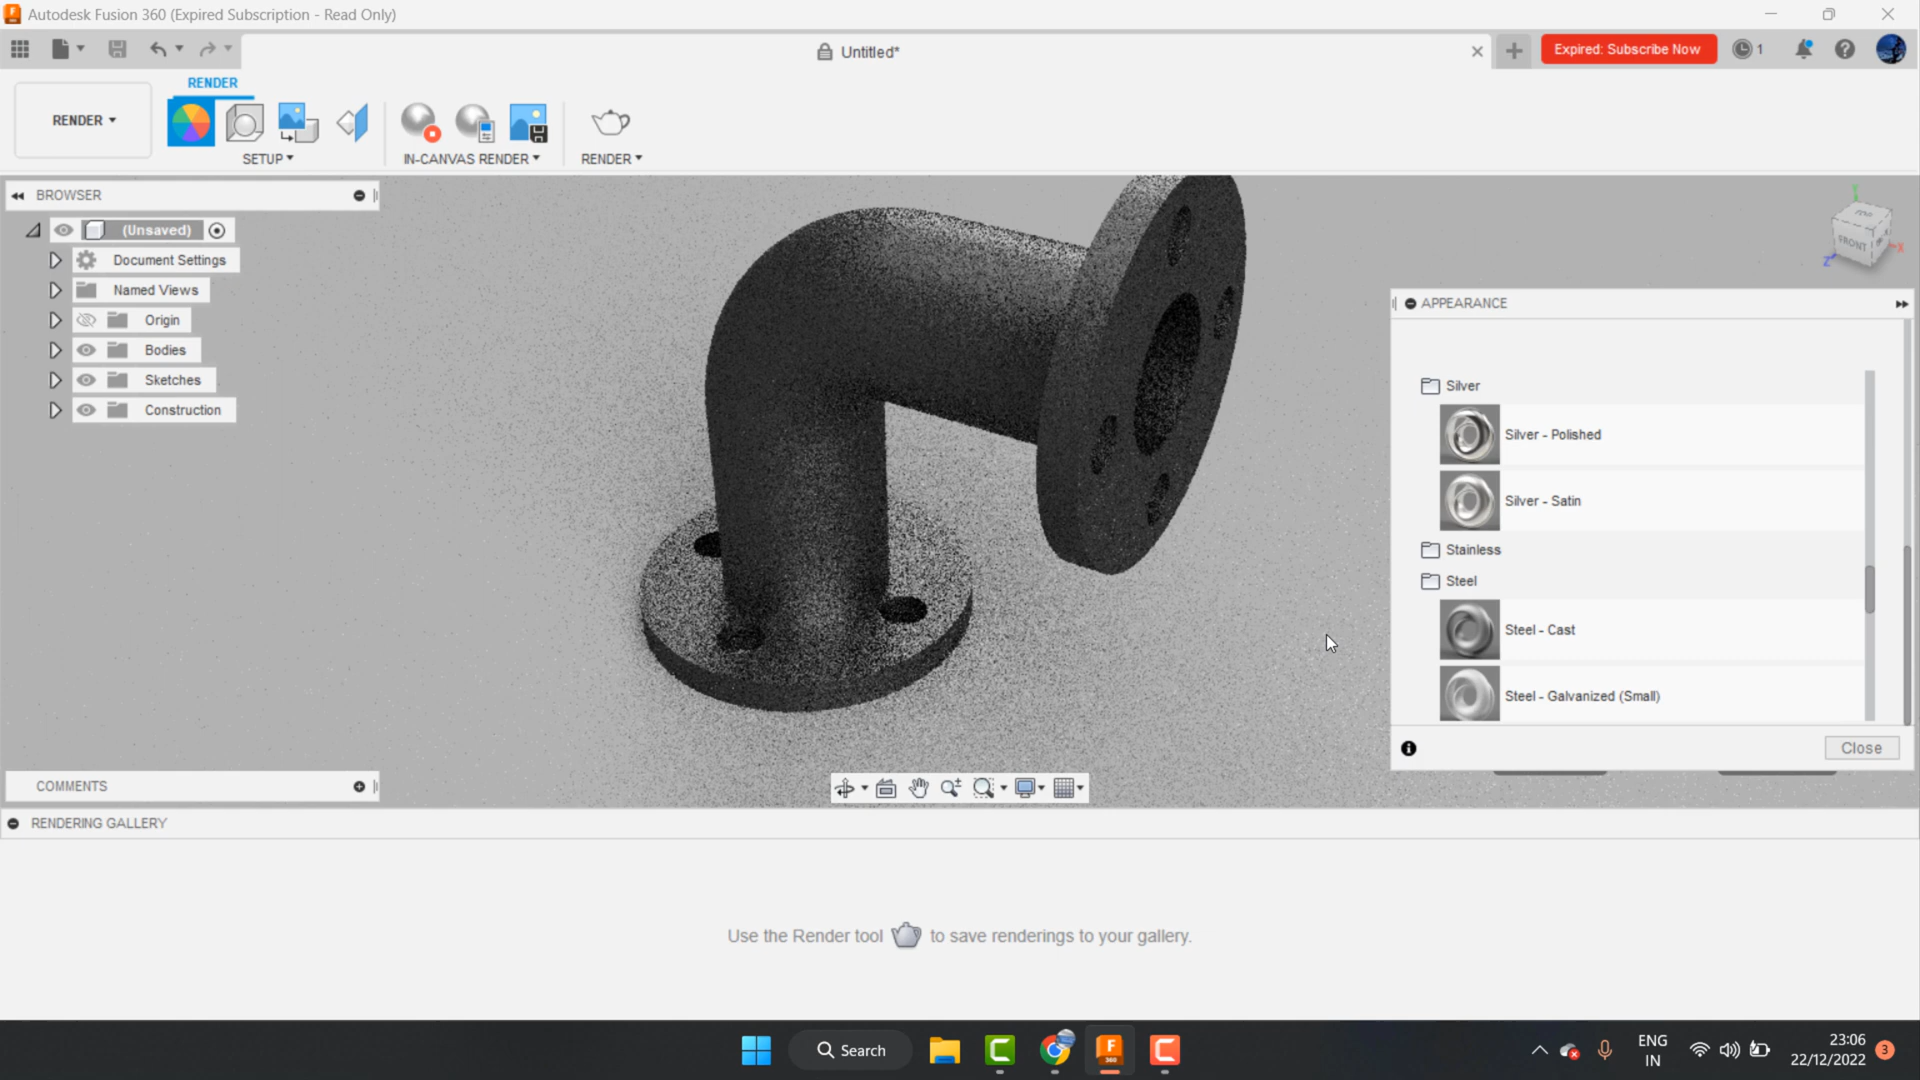 Autodesk Fusion 360 (Expired Subscription - Read Only)
Untitled*
Expired: Subscribe Now
1
RENDER
RENDER
SETUP
IN-CANVAS RENDER
RENDER
BROWSER
(Unsaved)
Document Settings
Named Views
Origin
Bodies
Sketches
Construction
TOP
FRONT
Y
X
Z
APPEARANCE
Silver
Silver - Polished
Silver - Satin
Stainless
Steel
Steel - Cast
Steel - Galvanized (Small)
Close
COMMENTS
RENDERING GALLERY
Use the Render tool to save renderings to your gallery.
Search
F
360
ENG
IN
23:06
22/12/2022
3